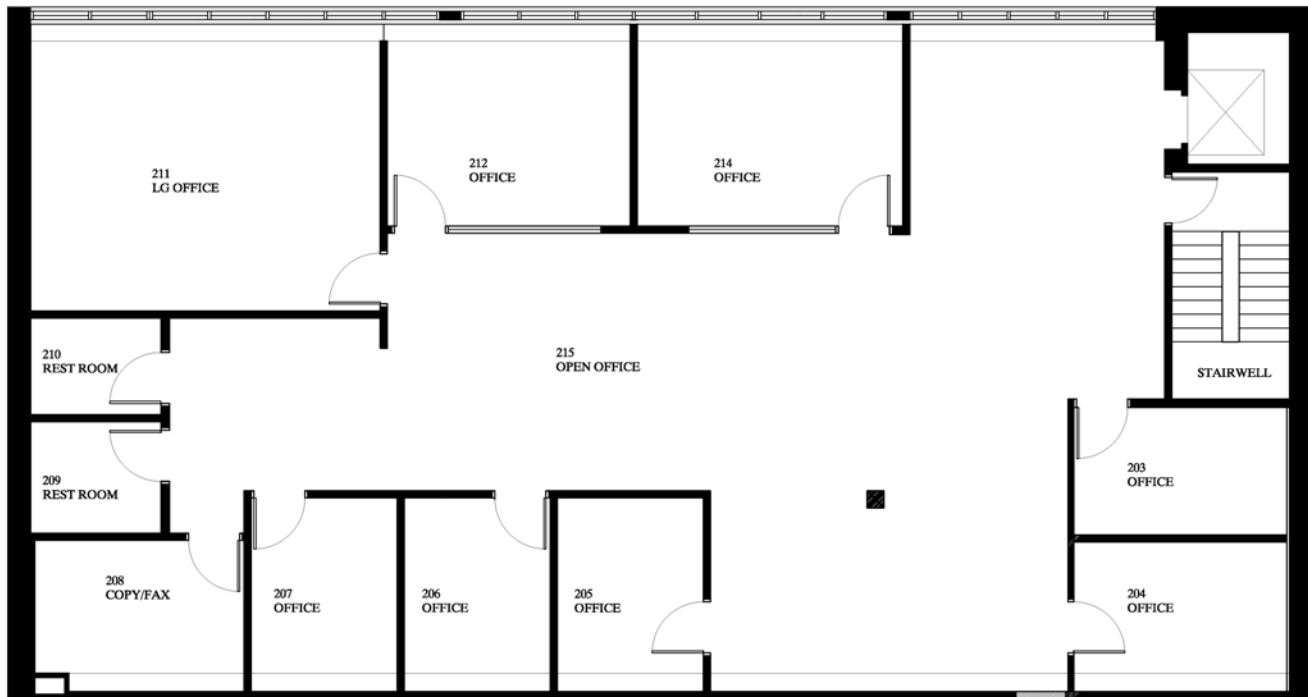 211
LG OFFICE
212
OFFICE
214
OFFICE
210
REST ROOM
215
OPEN OFFICE
STAIRWELL
209
REST ROOM
203
OFFICE
208
COPY/FAX
207
OFFICE
206
OFFICE
205
OFFICE
204
OFFICE